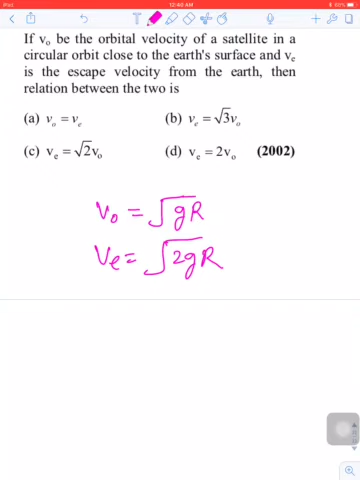 iPad 12:40 AM
If v₀ be the orbital velocity of a satellite in a
circular orbit close to the earth's surface and vₑ
is the escape velocity from the earth, then
relation between the two is
(a) v₀ = vₑ (b) vₑ = √3v₀
(c) vₑ = √2v₀ (d) vₑ = 2v₀ (2002)
v₀ = √gR
Vₑ = √2gR